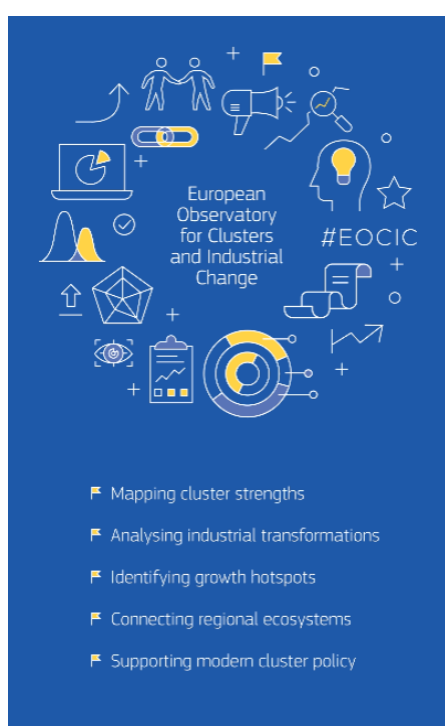 European
Observatory
for Clusters
and Industrial
Change
#EOCIC
Mapping cluster strengths
Analysing industrial transformations
Identifying growth hotspots
Connecting regional ecosystems
Supporting modern cluster policy